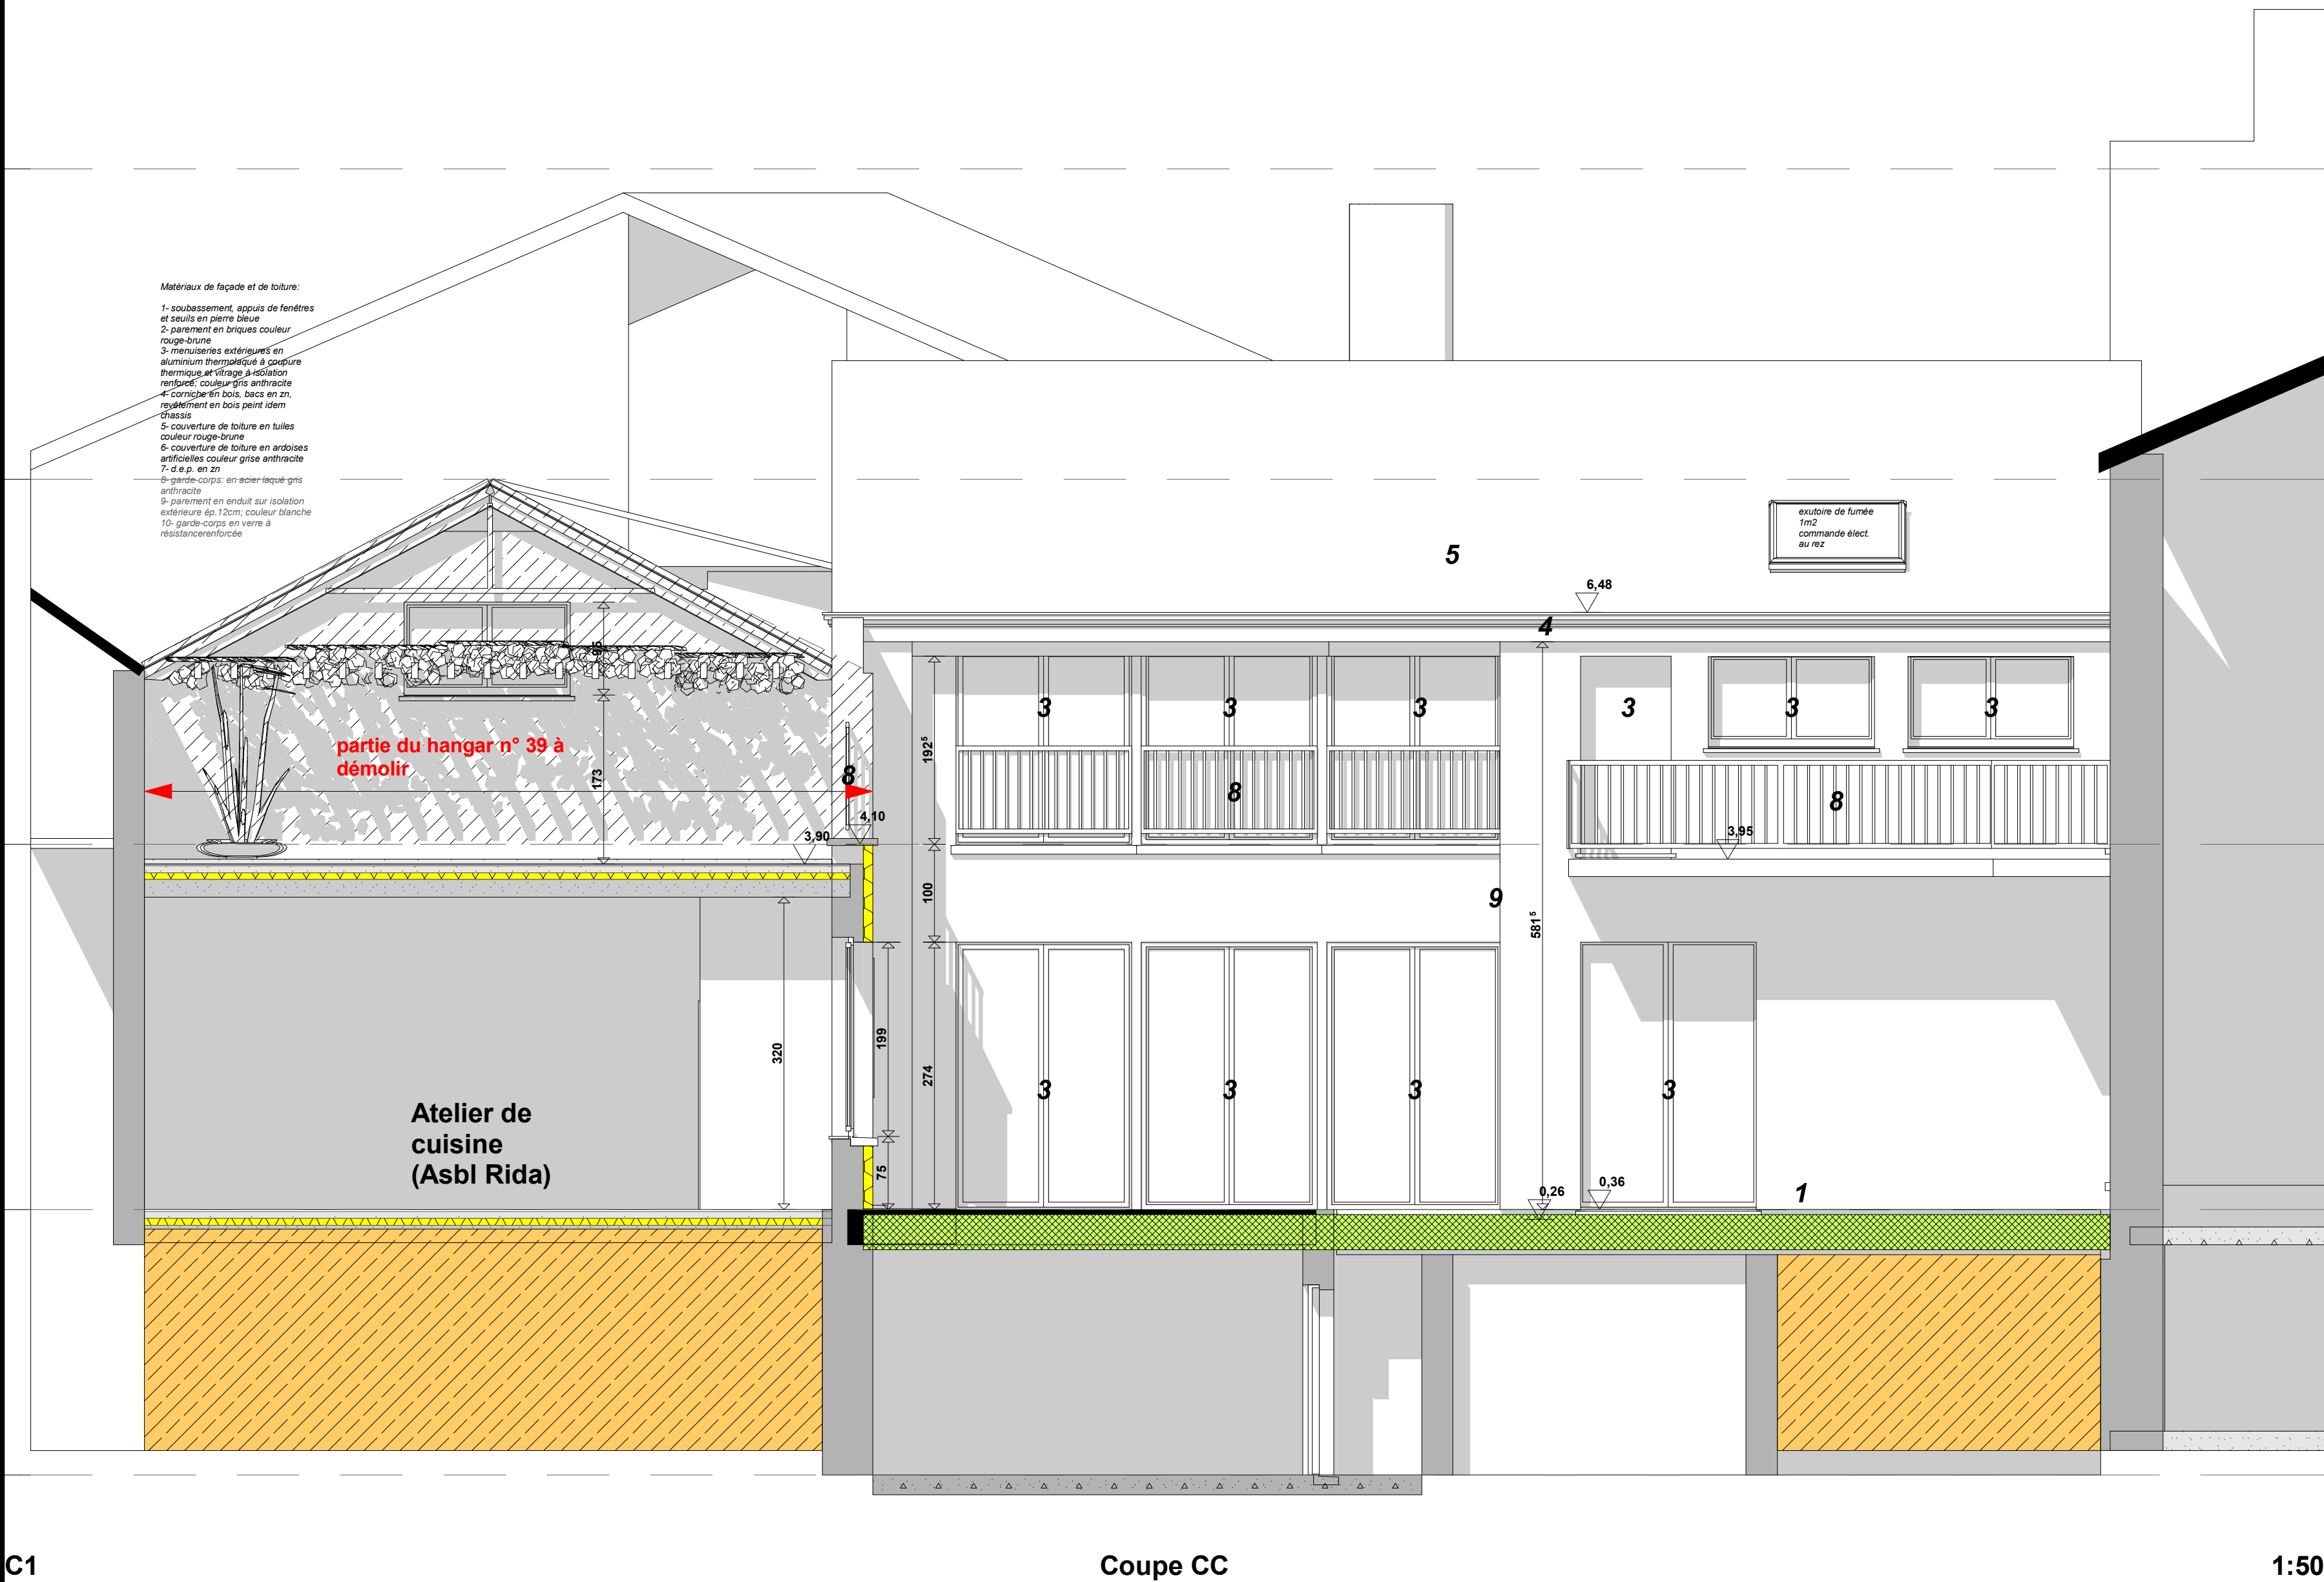 Matériaux de façade et de toiture:
1- soubassement, appuis de fenêtres
et seuils en pierre bleue
2- parement en briques couleur
rouge-brune
3- menuiseries extérieures en
aluminium thermolaqué à coupure
thermique et vitrage à isolation
renforcé; couleur gris anthracite
4- corniche en bois, bacs en zn,
revêtement en bois peint idem
chassis
5- couverture de toiture en tuiles
couleur rouge-brune
6- couverture de toiture en ardoises
artificielles couleur grise anthracite
7- d.e.p. en zn
8- garde-corps: en acier laqué gris
anthracite
9- parement en enduit sur isolation
extérieure ép.12cm; couleur blanche
10- garde-corps en verre à
résistancerenforcée
exutoire de fumée
1m2
commande élect.
au rez
5
6,48
4
95
3
3
3
3
3
3
192⁵
partie du hangar n° 39 à
démolir
173
8
8
8
4,10
3,90
3,95
100
9
581⁵
320
199
274
3
3
3
3
Atelier de
cuisine
(Asbl Rida)
75
0,26
0,36
1
C1
Coupe CC
1:50